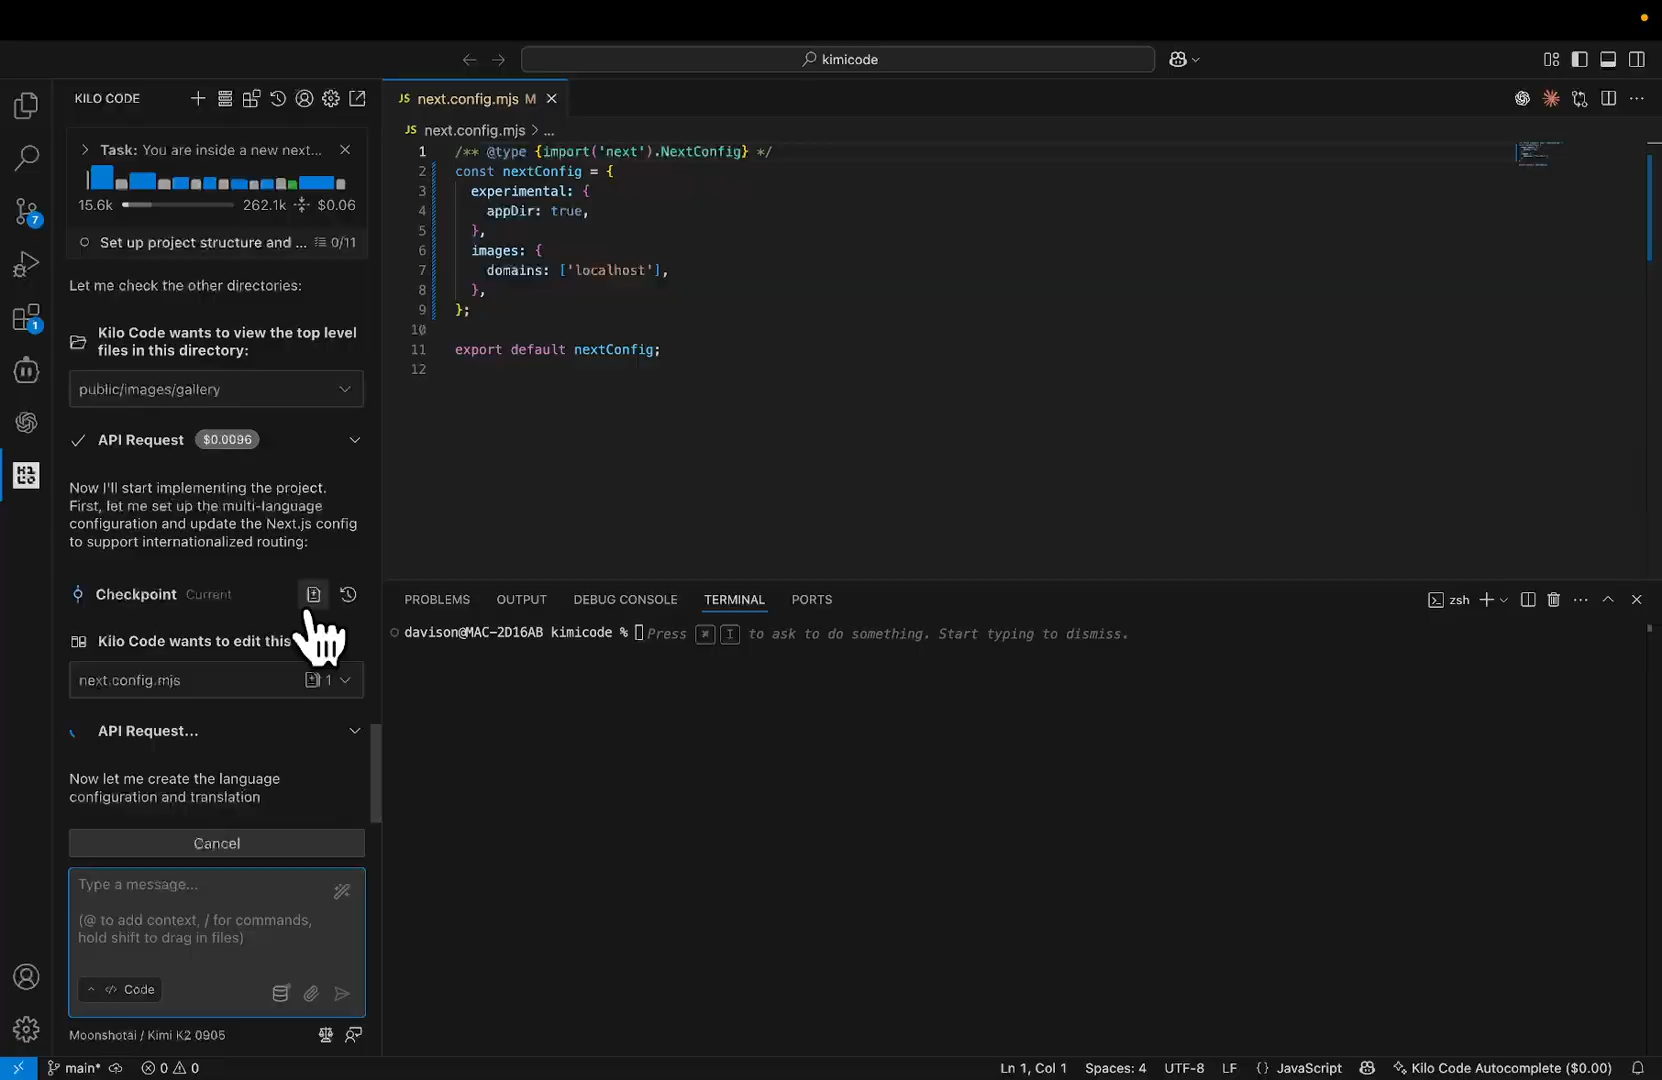 kimicode
KILO CODE
Task: You are inside a new next...
15.6k 262.1k $0.06
Set up project structure and ... 0/11
Let me check the other directories:
Kilo Code wants to view the top level
files in this directory:
public/images/gallery
API Request $0.0096
Now I'll start implementing the project.
First, let me set up the multi-language
configuration and update the Next.js config
to support internationalized routing:
Checkpoint Current
Kilo Code wants to edit this
next.config.mjs 1
API Request...
Now let me create the language
configuration and translation
Cancel
Type a message...
(@ to add context, / for commands,
hold shift to drag in files)
</> Code
Moonshotai / Kimi K2 0905
7
1
JS next.config.mjs M
JS next.config.mjs > ...
1 /** @type {import('next').NextConfig} */
2 const nextConfig = {
3 experimental: {
4 appDir: true,
5 },
6 images: {
7 domains: ['localhost'],
8 },
9 };
10
11 export default nextConfig;
12
PROBLEMS OUTPUT DEBUG CONSOLE TERMINAL PORTS
zsh
davison@MAC-2D16AB kimicode % Press ⌘ I to ask to do something. Start typing to dismiss.
main* 0 0 Ln 1, Col 1 Spaces: 4 UTF-8 LF {} JavaScript Kilo Code Autocomplete ($0.00)